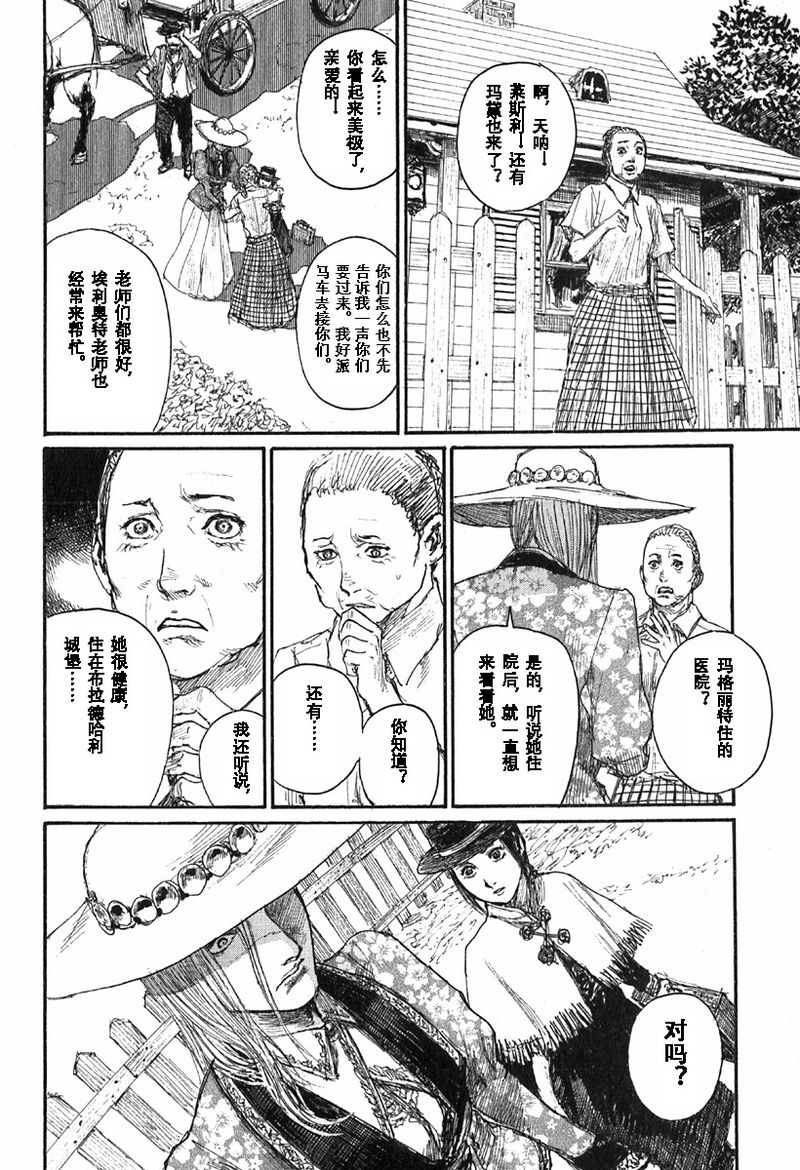 啊，天呐—
莱斯利—还有
玛黛也来了？
怎么……
你看起来美极了，
亲爱的—
你们怎么也不先
告诉我一声你们
要过来。我好派
马车去接你们。
老师们都很好，
埃利奥特老师也
经常来帮忙。
玛格丽特住的
医院？
是的，听说她住
院后，就一直想
来看看她。
你知道？
还有……
我还听说，
她很健康，
住在布拉德哈利
城堡……
对吗？